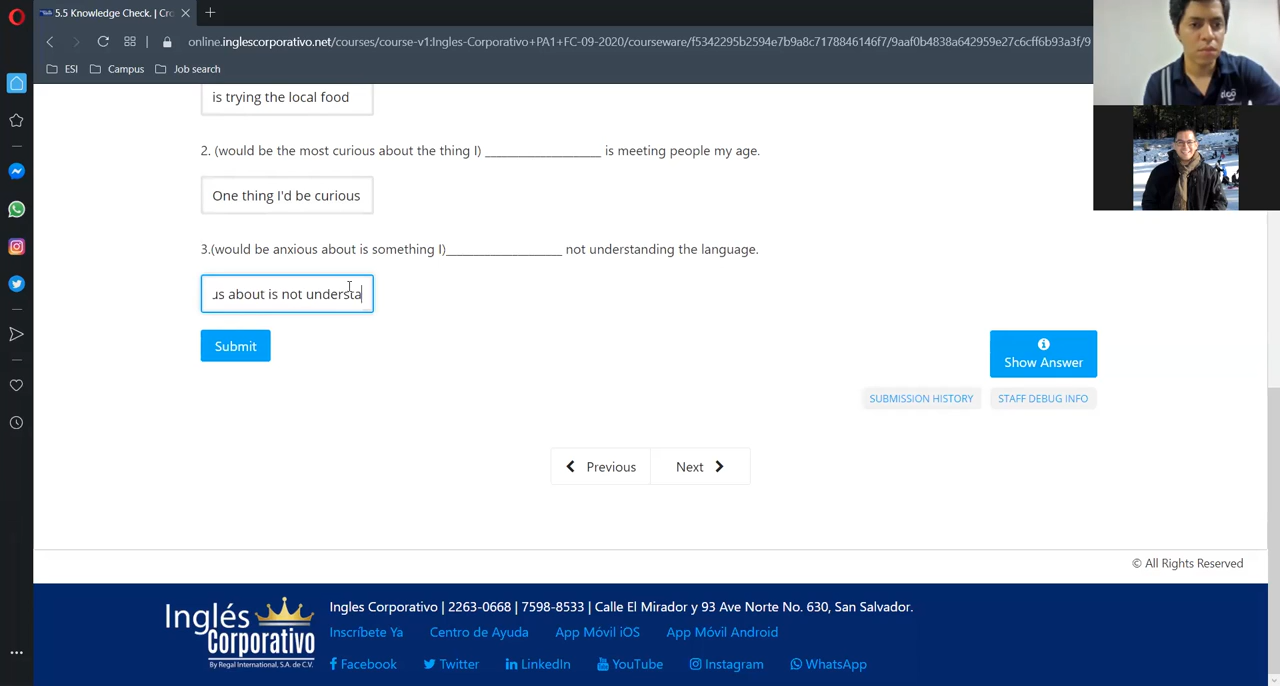 5.5 Knowledge Check. | Cro
online.inglescorporativo.net/courses/course-v1:Ingles-Corporativo+PA1+FC-09-2020/courseware/f5342295b2594e7b9a8c7178846146f7/9aaf0b4838a642959e27c6cff6b93a3f/9
ESI Campus Job search
is trying the local food
2. (would be the most curious about the thing I) __________________ is meeting people my age.
One thing I'd be curious
3.(would be anxious about is something I)__________________ not understanding the language.
us about is not understa
Submit
Show Answer
SUBMISSION HISTORY STAFF DEBUG INFO
Previous Next
© All Rights Reserved
Inglés Corporativo
By Regal International, S.A. de C.V.
Ingles Corporativo | 2263-0668 | 7598-8533 | Calle El Mirador y 93 Ave Norte No. 630, San Salvador.
Inscríbete Ya Centro de Ayuda App Móvil iOS App Móvil Android
Facebook Twitter LinkedIn YouTube Instagram WhatsApp